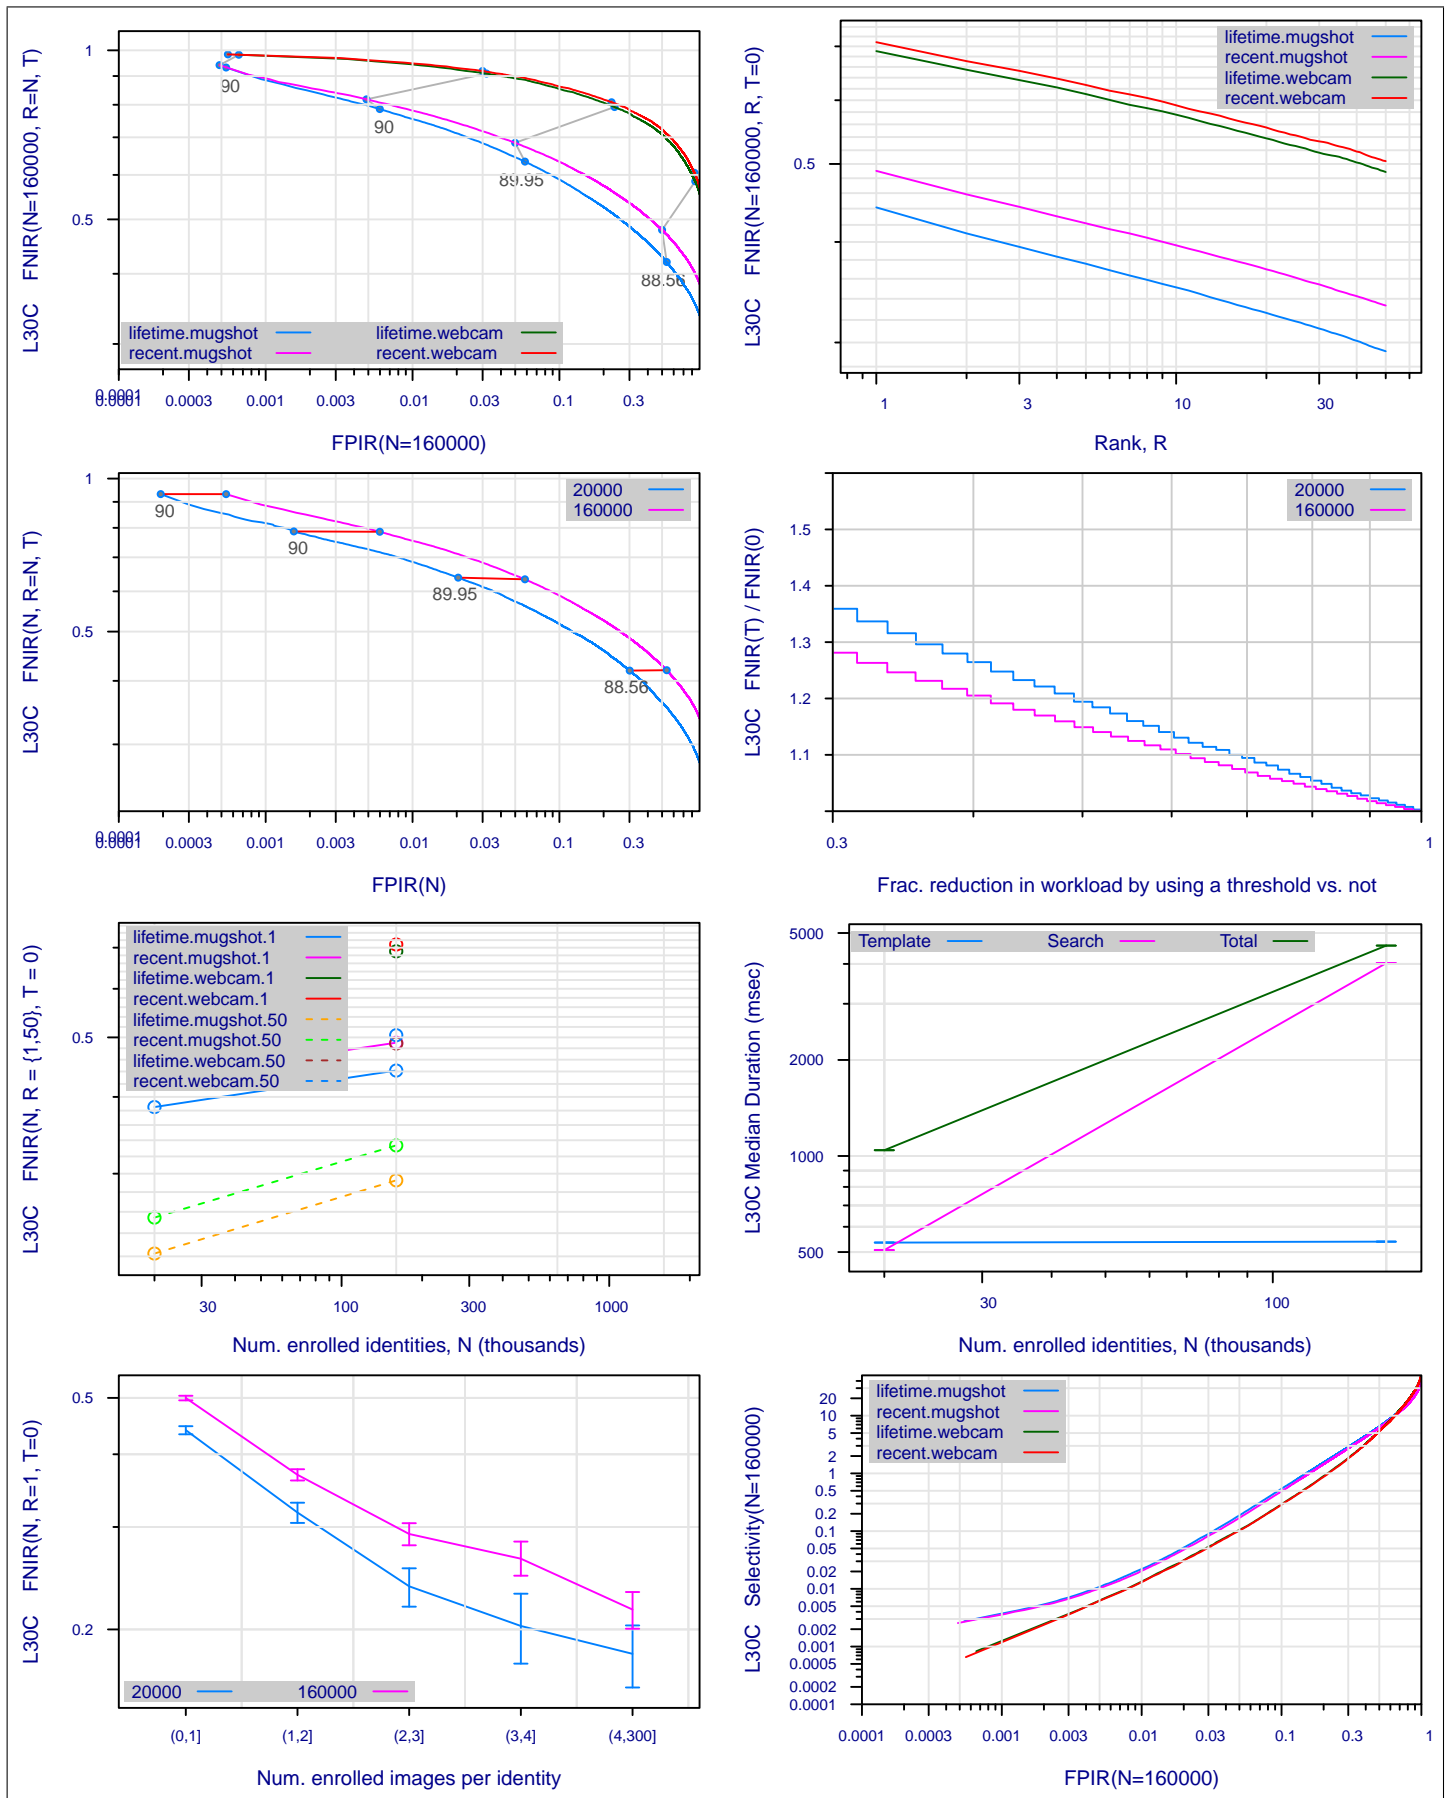 L30C FNIR(N=160000, R=N, T)
1
0.5
90
90
89.95
88.56
lifetime.mugshot
recent.mugshot
lifetime.webcam
recent.webcam
0.0001
0.0001 0.0003 0.001 0.003 0.01 0.03 0.1 0.3
FPIR(N=160000)
L30C FNIR(N=160000, R, T=0)
0.5
lifetime.mugshot
recent.mugshot
lifetime.webcam
recent.webcam
1 3 10 30
Rank, R
L30C FNIR(N, R=N, T)
1
0.5
90
90
89.95
88.56
20000
160000
0.0001
0.0001 0.0003 0.001 0.003 0.01 0.03 0.1 0.3
FPIR(N)
L30C FNIR(T) / FNIR(0)
1.5
1.4
1.3
1.2
1.1
20000
160000
0.3 1
Frac. reduction in workload by using a threshold vs. not
L30C FNIR(N, R = {1,50}, T = 0)
0.5
lifetime.mugshot.1
recent.mugshot.1
lifetime.webcam.1
recent.webcam.1
lifetime.mugshot.50
recent.mugshot.50
lifetime.webcam.50
recent.webcam.50
30 100 300 1000
Num. enrolled identities, N (thousands)
L30C Median Duration (msec)
5000
2000
1000
500
Template Search Total
30 100
Num. enrolled identities, N (thousands)
L30C FNIR(N, R=1, T=0)
0.5
0.2
20000 160000
(0,1] (1,2] (2,3] (3,4] (4,300]
Num. enrolled images per identity
L30C Selectivity(N=160000)
20
10
5
2
1
0.5
0.2
0.1
0.05
0.02
0.01
0.005
0.002
0.001
0.0005
0.0002
0.0001
lifetime.mugshot
recent.mugshot
lifetime.webcam
recent.webcam
0.0001 0.0003 0.001 0.003 0.01 0.03 0.1 0.3 1
FPIR(N=160000)